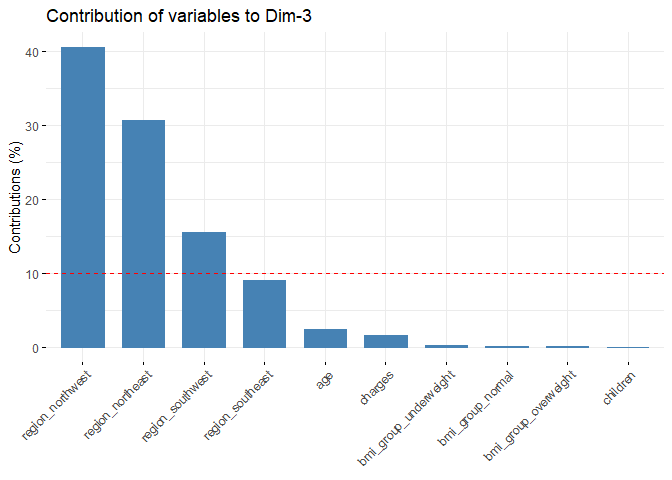 Contribution of variables to Dim-3
Contributions (%)
40
30
20
10
0
region_northwest
region_northeast
region_southwest
region_southeast
age
charges
bmi_group_underweight
bmi_group_normal
bmi_group_overweight
children